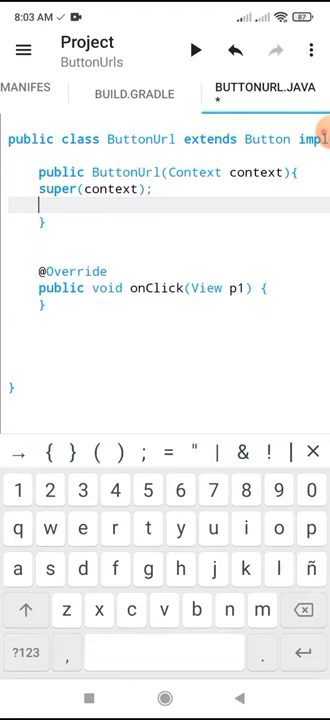 8:03 AM
87
Project
ButtonUrls
MANIFES
BUILD.GRADLE
BUTTONURL.JAVA
*
public class ButtonUrl extends Button impl
public ButtonUrl(Context context){
super(context);
}
@Override
public void onClick(View p1) {
}
}
→ { } ( ) ; = " | & ! | ×
1 2 3 4 5 6 7 8 9 0
q w e r t y u i o p
a s d f g h j k l ñ
z x c v b n m
?123 , .